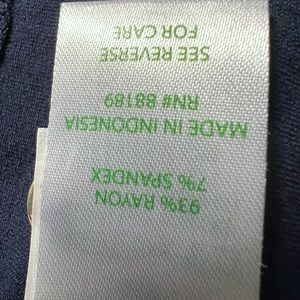 93% RAYON
7% SPANDEX
MADE IN INDONESIA
RN# 88189
SEE REVERSE
FOR CARE